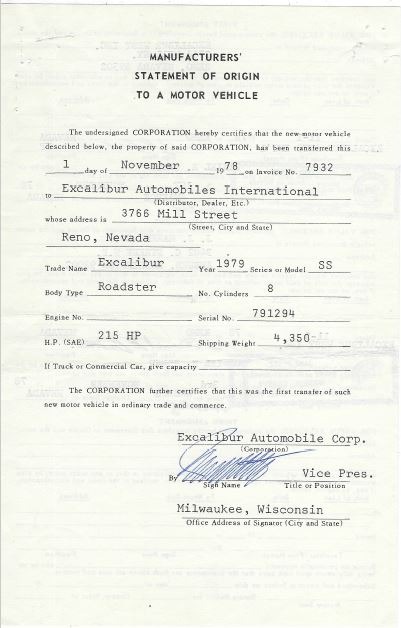 MANUFACTURERS'
STATEMENT OF ORIGIN
TO A MOTOR VEHICLE
The undersigned CORPORATION hereby certifies that the new motor vehicle
described below, the property of said CORPORATION, has been transferred this
1 day of November 1978 on Invoice No. 7932
to Excalibur Automobiles International
(Distributor, Dealer, Etc.)
whose address is 3766 Mill Street
(Street, City and State)
Reno, Nevada
Trade Name Excalibur Year 1979 Series or Model SS
Body Type Roadster No. Cylinders 8
Engine No. Serial No. 791294
H.P. (SAE) 215 HP Shipping Weight 4,350
If Truck or Commercial Car, give capacity
The CORPORATION further certifies that this was the first transfer of such
new motor vehicle in ordinary trade and commerce.
Excalibur Automobile Corp.
(Corporation)
By Vice Pres.
Sign Name Title or Position
Milwaukee, Wisconsin
Office Address of Signator (City and State)